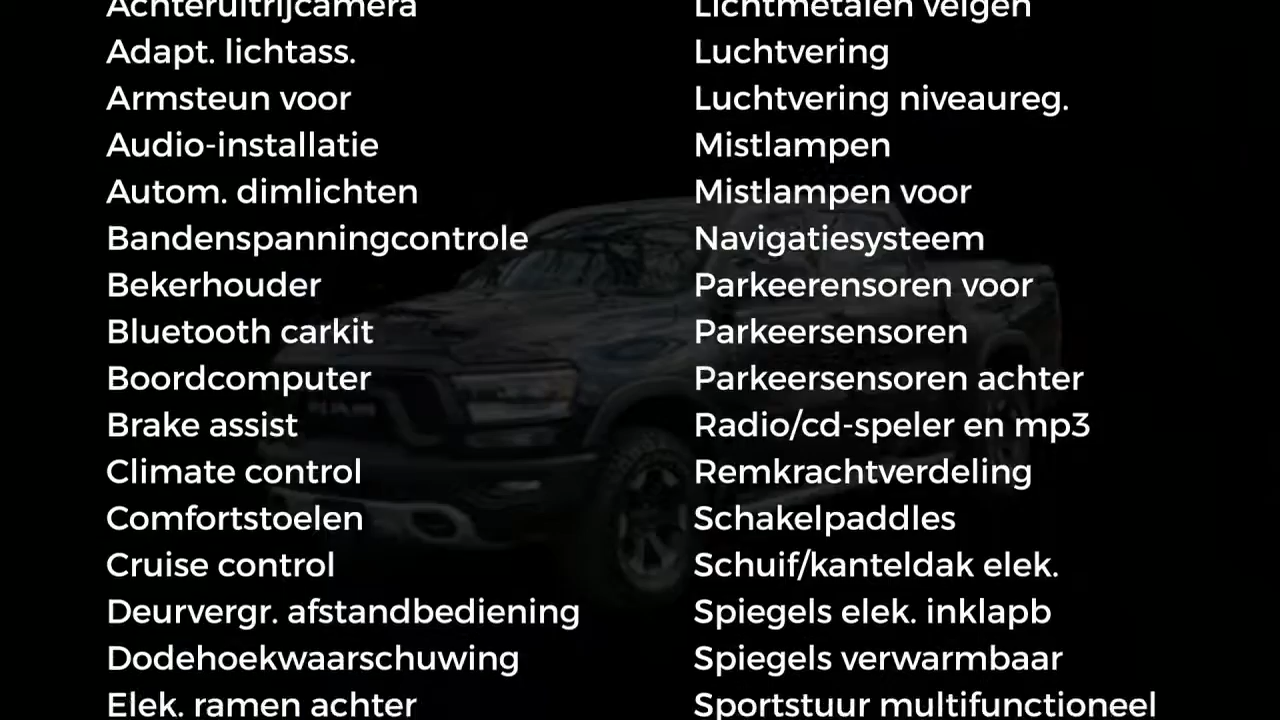 Achteruitrijcamera
Adapt. lichtass.
Armsteun voor
Audio-installatie
Autom. dimlichten
Bandenspanningcontrole
Bekerhouder
Bluetooth carkit
Boordcomputer
Brake assist
Climate control
Comfortstoelen
Cruise control
Deurvergr. afstandbediening
Dodehoekwaarschuwing
Elek. ramen achter
Lichtmetalen velgen
Luchtvering
Luchtvering niveaureg.
Mistlampen
Mistlampen voor
Navigatiesysteem
Parkeerensoren voor
Parkeersensoren
Parkeersensoren achter
Radio/cd-speler en mp3
Remkrachtverdeling
Schakelpaddles
Schuif/kanteldak elek.
Spiegels elek. inklapb
Spiegels verwarmbaar
Sportstuur multifunctioneel
RAM